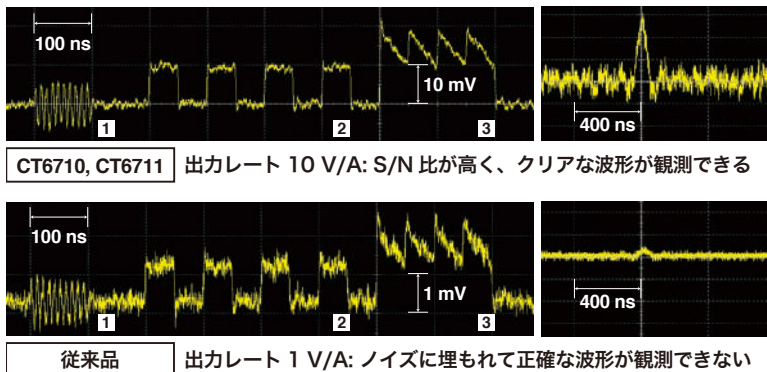 100 ns
10 mV
1
2
3
400 ns
CT6710, CT6711 出力レート 10 V/A: S/N 比が高く、クリアな波形が観測できる
100 ns
1 mV
1
2
3
400 ns
従来品 出力レート 1 V/A: ノイズに埋もれて正確な波形が観測できない